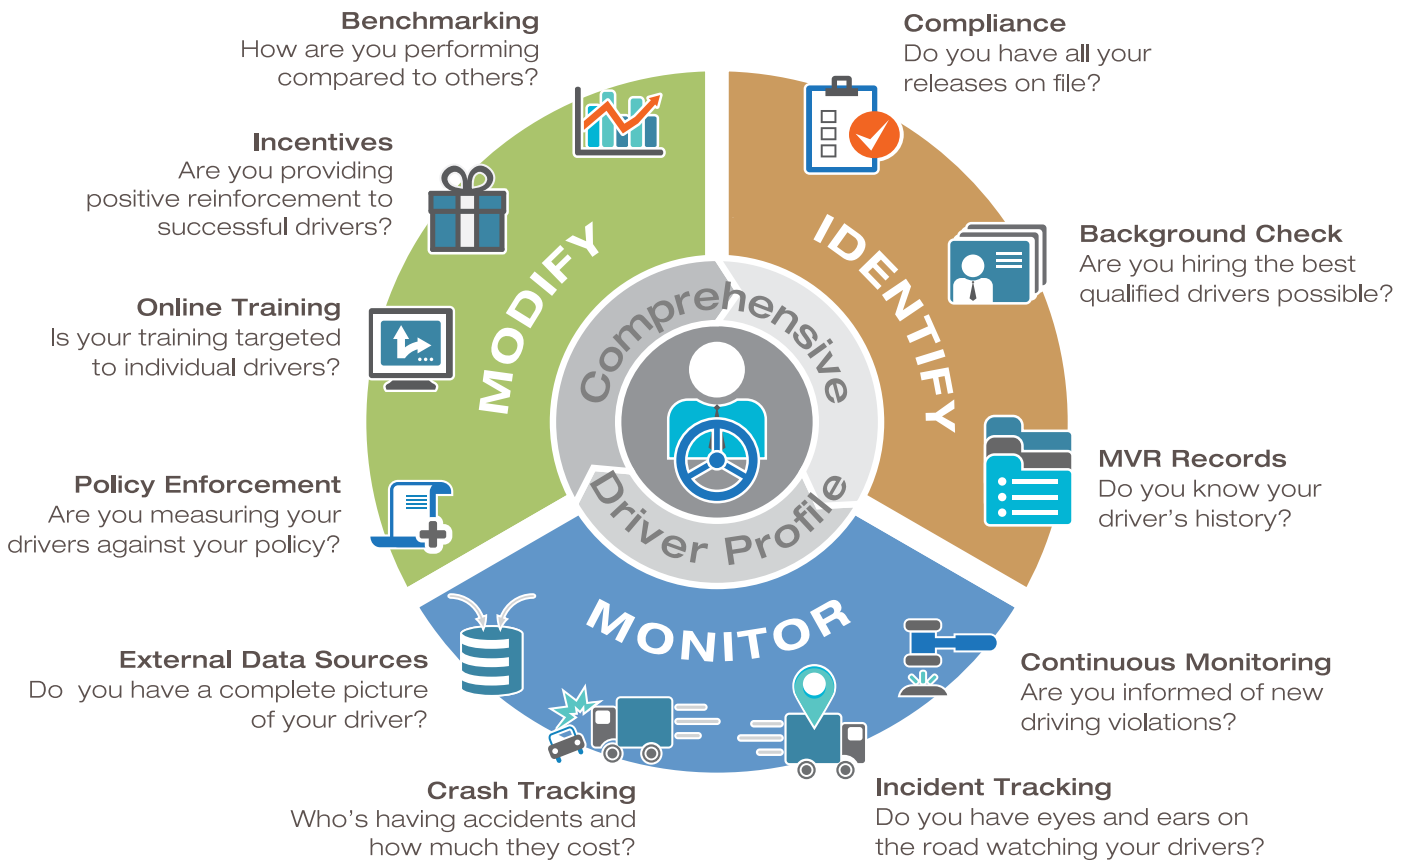 Benchmarking
How are you performing
compared to others?
Compliance
Do you have all your
releases on file?
Incentives
Are you providing
positive reinforcement to
successful drivers?
Background Check
Are you hiring the best
qualified drivers possible?
Online Training
Is your training targeted
to individual drivers?
MVR Records
Do you know your
driver's history?
Policy Enforcement
Are you measuring your
drivers against your policy?
External Data Sources
Do you have a complete picture
of your driver?
Continuous Monitoring
Are you informed of new
driving violations?
Crash Tracking
Who's having accidents and
how much they cost?
Incident Tracking
Do you have eyes and ears on
the road watching your drivers?
MODIFY
IDENTIFY
MONITOR
Comprehensive
Driver Profile